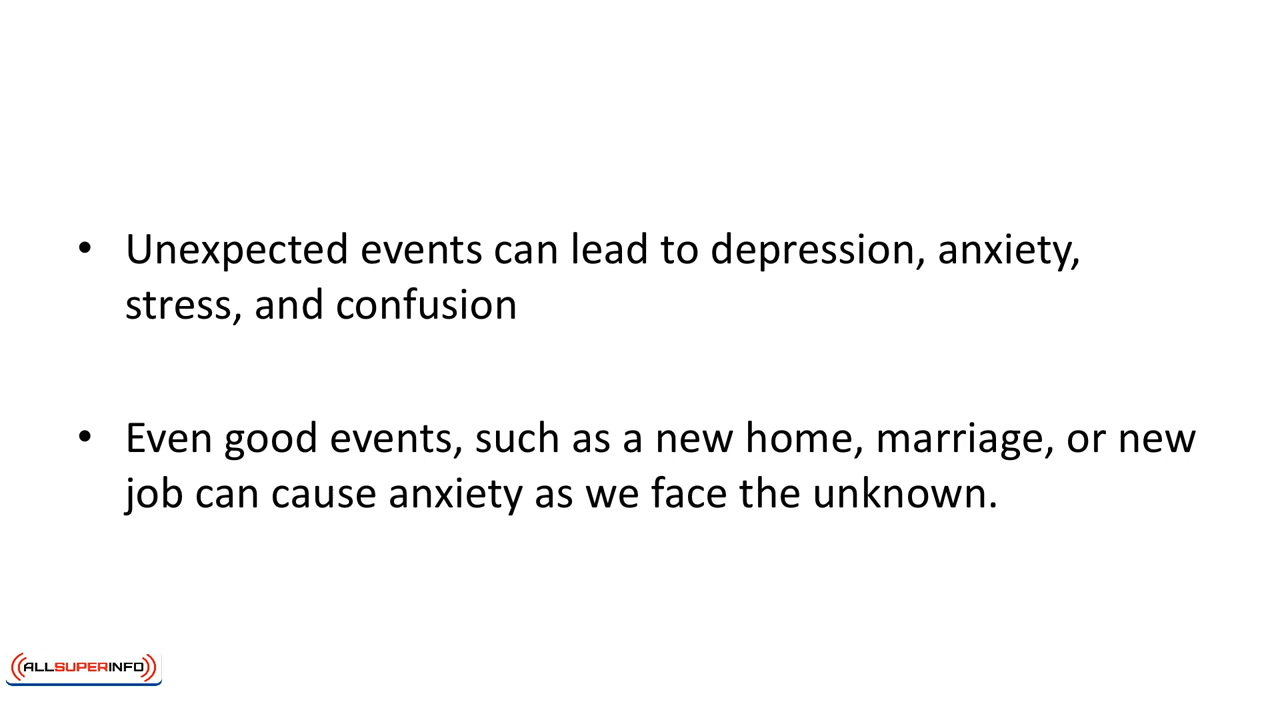 • Unexpected events can lead to depression, anxiety,
stress, and confusion
• Even good events, such as a new home, marriage, or new
job can cause anxiety as we face the unknown.
ALLSUPERINFO